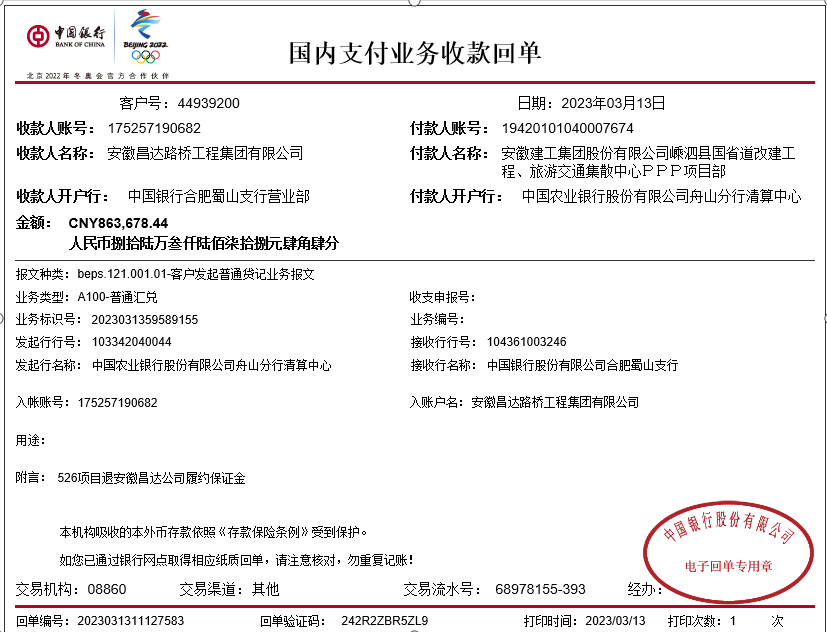 中国银行
BANK OF CHINA
BEIJING 2022
北京2022年冬奥会官方合作伙伴
国内支付业务收款回单
客户号：44939200 日期：2023年03月13日
收款人账号：175257190682 付款人账号：19420101040007674
收款人名称：安徽昌达路桥工程集团有限公司 付款人名称：安徽建工集团股份有限公司嵊泗县国省道改建工
程、旅游交通集散中心ＰＰＰ项目部
收款人开户行：中国银行合肥蜀山支行营业部 付款人开户行：中国农业银行股份有限公司舟山分行清算中心
金额：CNY863,678.44
人民币捌拾陆万叁仟陆佰柒拾捌元肆角肆分
报文种类：beps.121.001.01-客户发起普通贷记业务报文
业务类型：A100-普通汇兑 收支申报号：
业务标识号：2023031359589155 业务编号：
发起行行号：103342040044 接收行行号：104361003246
发起行名称：中国农业银行股份有限公司舟山分行清算中心 接收行名称：中国银行股份有限公司合肥蜀山支行
入帐账号：175257190682 入账户名：安徽昌达路桥工程集团有限公司
用途：
附言：526项目退安徽昌达公司履约保证金
本机构吸收的本外币存款依照《存款保险条例》受到保护。
如您已通过银行网点取得相应纸质回单，请注意核对，勿重复记账！
中国银行股份有限公司
电子回单专用章
交易机构：08860 交易渠道：其他 交易流水号：68978155-393 经办：
回单编号：2023031311127583 回单验证码：242R2ZBR5ZL9 打印时间：2023/03/13 打印次数：1 次